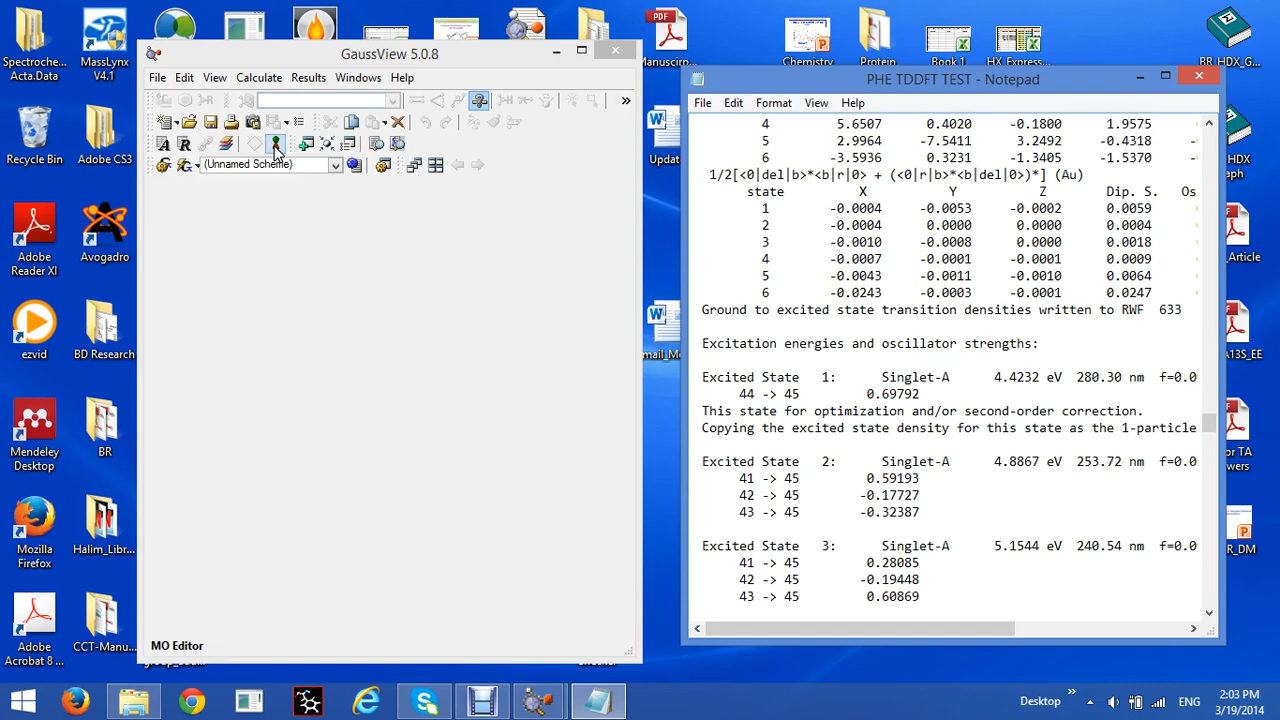 Spectroche...
Acta.Data
MassLynx
V4.1
Recycle Bin
Adobe CS3
Adobe
Reader XI
Avogadro
ezvid
BD Research
Mendeley
Desktop
BR
Mozilla
Firefox
Halim_Libr...
Adobe
Acrobat 8 ...
CCT-Manu...
GaussView 5.0.8
File Edit View Calculate Results Windows Help
(Unnamed Scheme)
MO Editor
PDF
Manuscrip...
Chemistry
Protein
Book 1
HX_Express...
BR_HDX_G...
Updat
PHE TDDFT TEST - Notepad
File Edit Format View Help
4 5.6507 0.4020 -0.1800 1.9575
5 2.9964 -7.5411 3.2492 -0.4318
6 -3.5936 0.3231 -1.3405 -1.5370
1/2[<0|del|b>*<b|r|0> + (<0|r|b>*<b|del|0>)*] (Au)
state X Y Z Dip. S. Os
1 -0.0004 -0.0053 -0.0002 0.0059
2 -0.0004 0.0000 0.0000 0.0004
3 -0.0010 -0.0008 0.0000 0.0018
4 -0.0007 -0.0001 -0.0001 0.0009
5 -0.0043 -0.0011 -0.0010 0.0064
6 -0.0243 -0.0003 -0.0001 0.0247
Ground to excited state transition densities written to RWF 633
Excitation energies and oscillator strengths:
Excited State 1: Singlet-A 4.4232 eV 280.30 nm f=0.0
44 -> 45 0.69792
This state for optimization and/or second-order correction.
Copying the excited state density for this state as the 1-particle
Excited State 2: Singlet-A 4.8867 eV 253.72 nm f=0.0
41 -> 45 0.59193
42 -> 45 -0.17727
43 -> 45 -0.32387
Excited State 3: Singlet-A 5.1544 eV 240.54 nm f=0.0
41 -> 45 0.28085
42 -> 45 -0.19448
43 -> 45 0.60869
HDX
aph
_Article
A13S_EE
or TA
wers
R_DM
Desktop
ENG
2:03 PM
3/19/2014